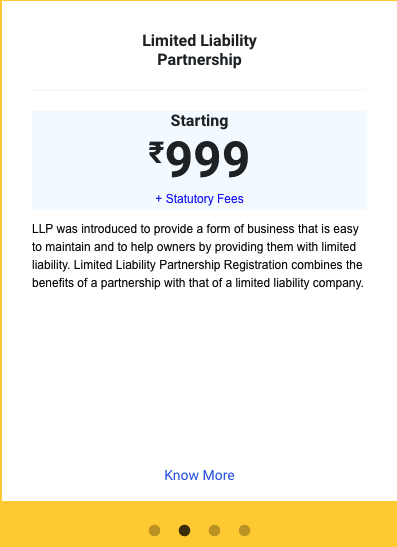 Limited Liability
Partnership
Starting
₹999
+ Statutory Fees
LLP was introduced to provide a form of business that is easy
to maintain and to help owners by providing them with limited
liability. Limited Liability Partnership Registration combines the
benefits of a partnership with that of a limited liability company.
Know More